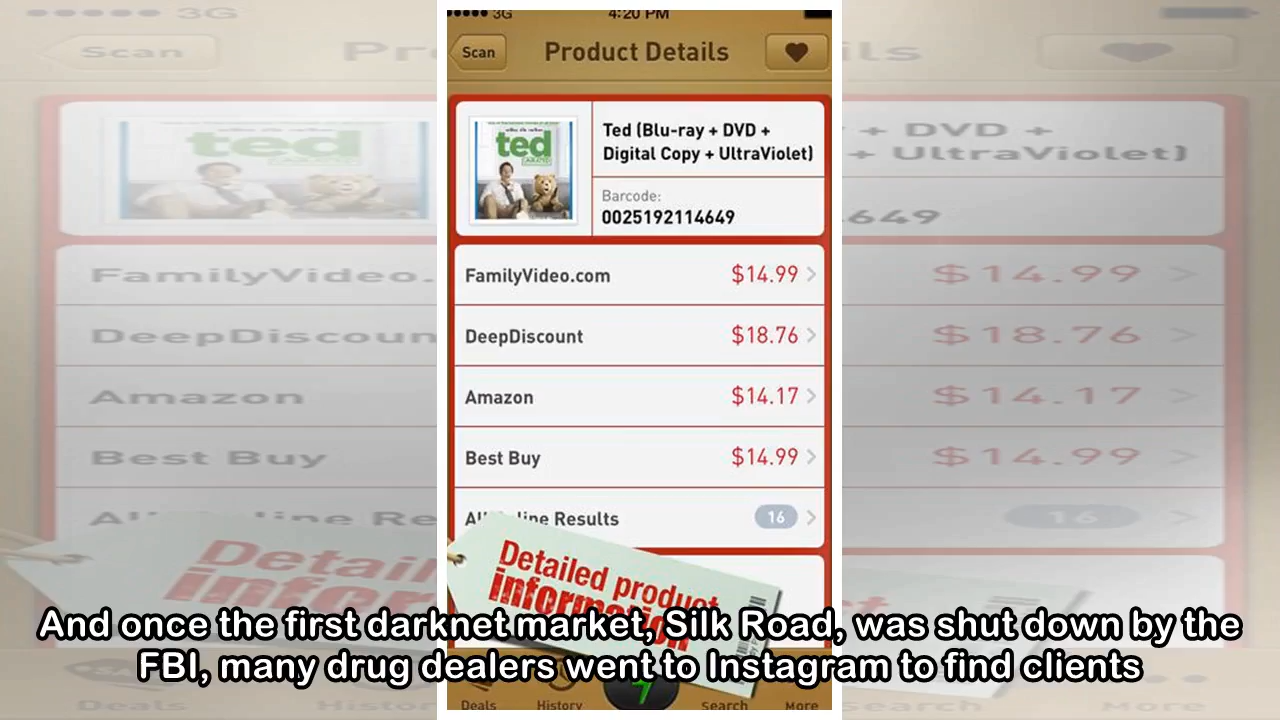 3G 4:20 PM
Scan Product Details
ted
Ted (Blu-ray + DVD +
Digital Copy + UltraViolet)
Barcode:
0025192114649
FamilyVideo.com $14.99
DeepDiscount $18.76
Amazon $14.17
Best Buy $14.99
Results 16
Detailed product
information
And once the first darknet market, Silk Road, was shut down by the
FBI, many drug dealers went to Instagram to find clients
Deals History Search More